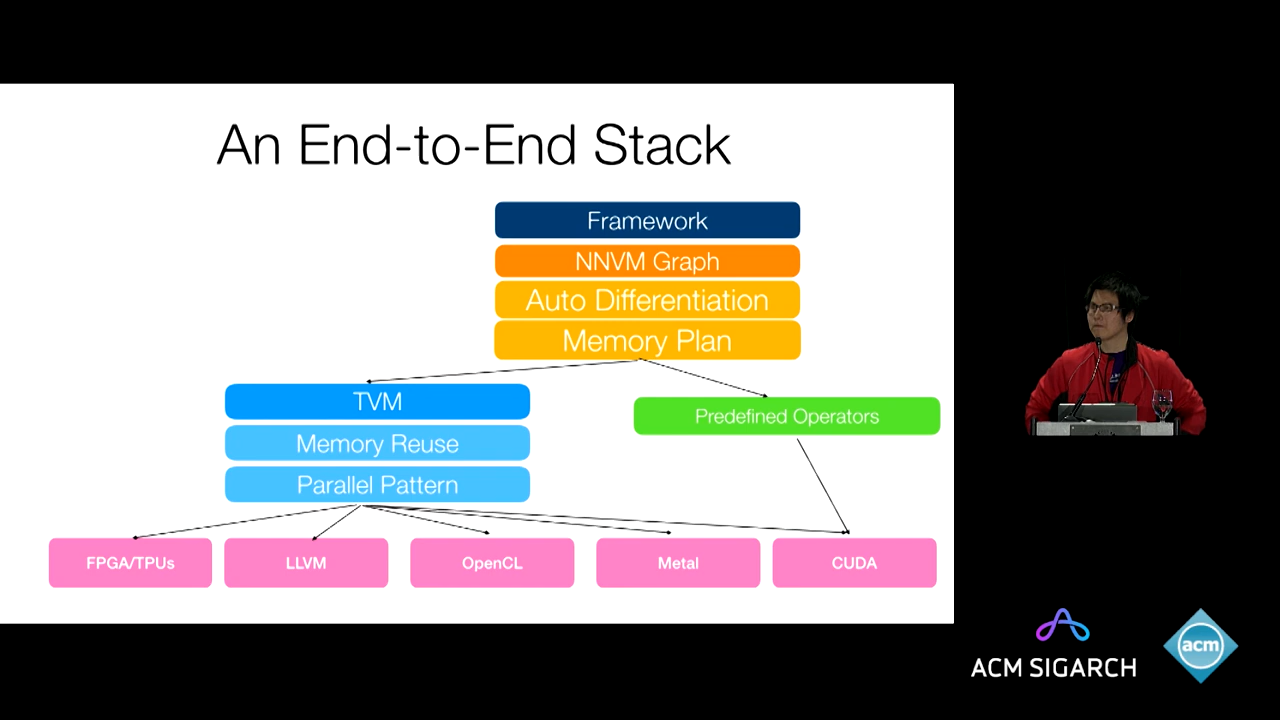 An End-to-End Stack
Framework
NNVM Graph
Auto Differentiation
Memory Plan
TVM
Predefined Operators
Memory Reuse
Parallel Pattern
FPGA/TPUs
LLVM
OpenCL
Metal
CUDA
ACM SIGARCH
acm